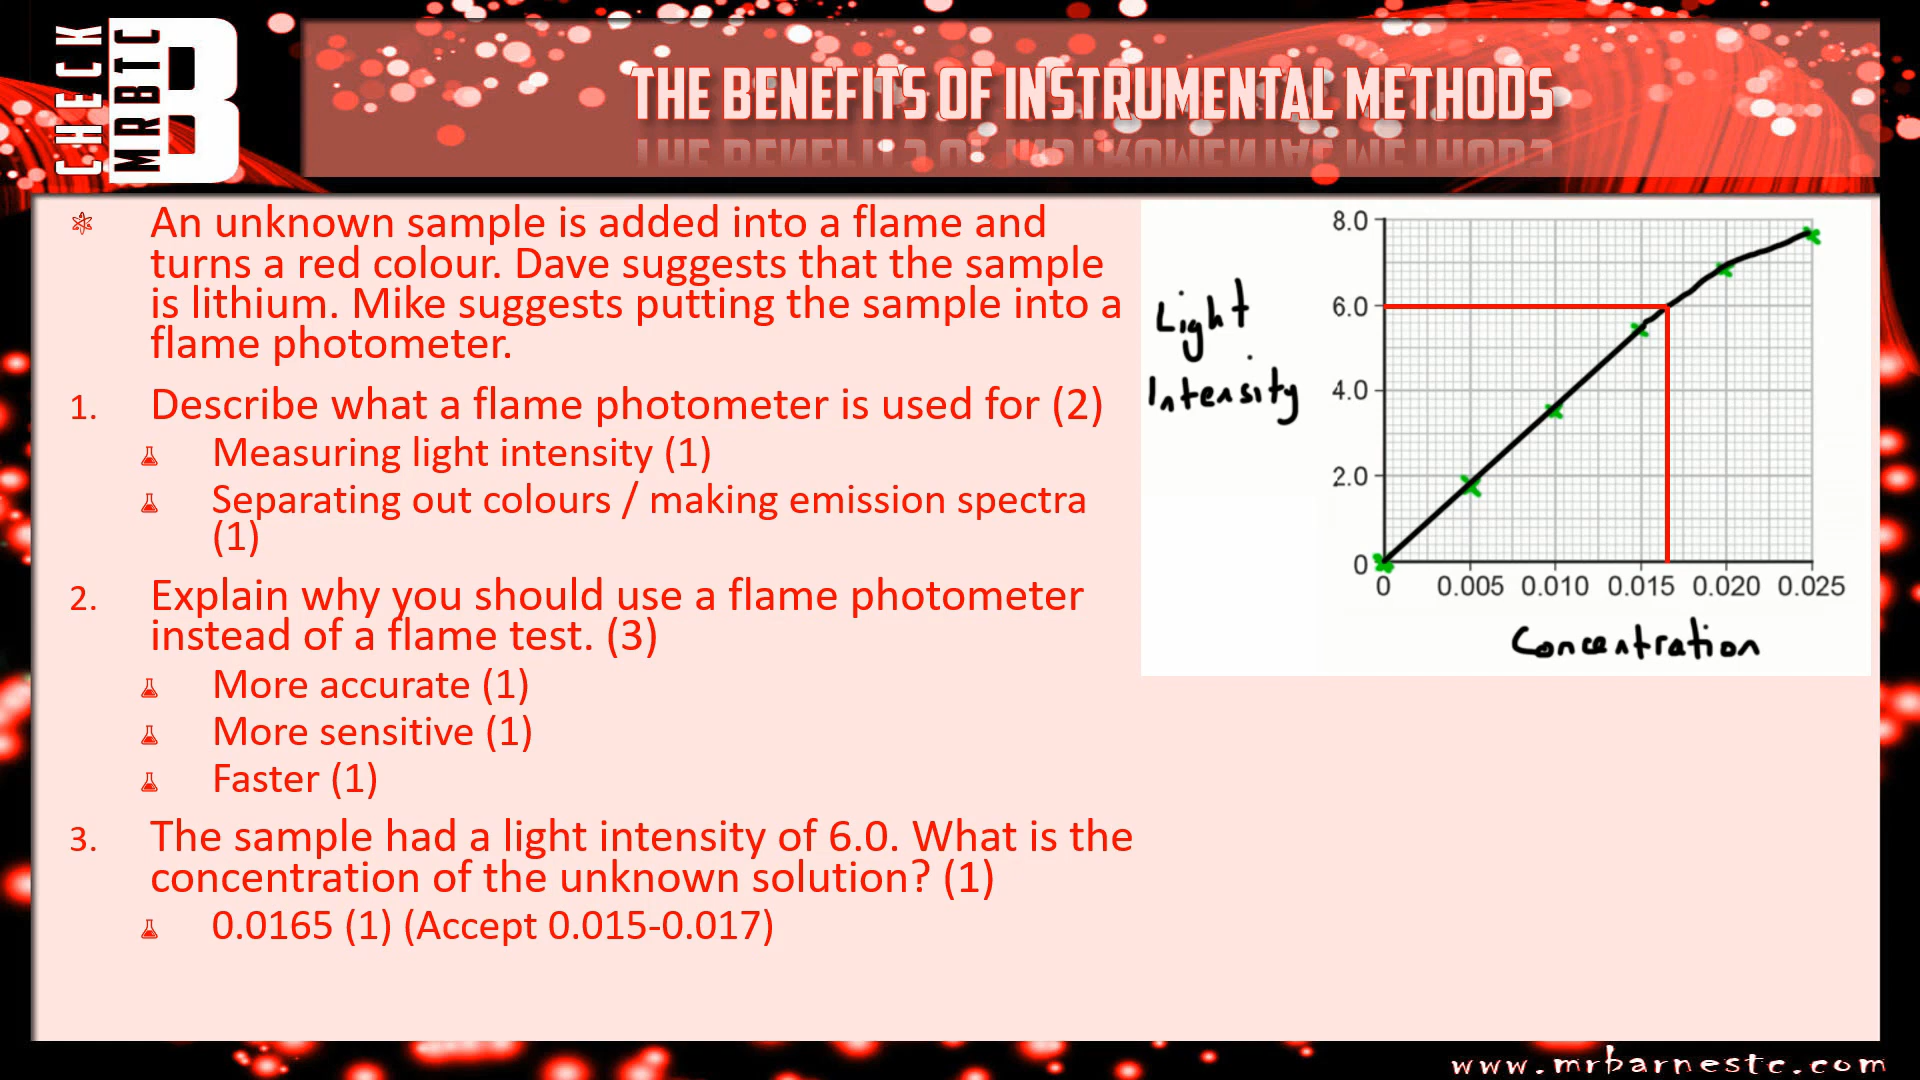 CHECK
MRBTC
B
THE BENEFITS OF INSTRUMENTAL METHODS
An unknown sample is added into a flame and
turns a red colour. Dave suggests that the sample
is lithium. Mike suggests putting the sample into a
flame photometer.
1. Describe what a flame photometer is used for (2)
Measuring light intensity (1)
Separating out colours / making emission spectra
(1)
2. Explain why you should use a flame photometer
instead of a flame test. (3)
More accurate (1)
More sensitive (1)
Faster (1)
3. The sample had a light intensity of 6.0. What is the
concentration of the unknown solution? (1)
0.0165 (1) (Accept 0.015-0.017)
Light
Intensity
8.0
6.0
4.0
2.0
0
0 0.005 0.010 0.015 0.020 0.025
Concentration
www.mrbarnestc.com